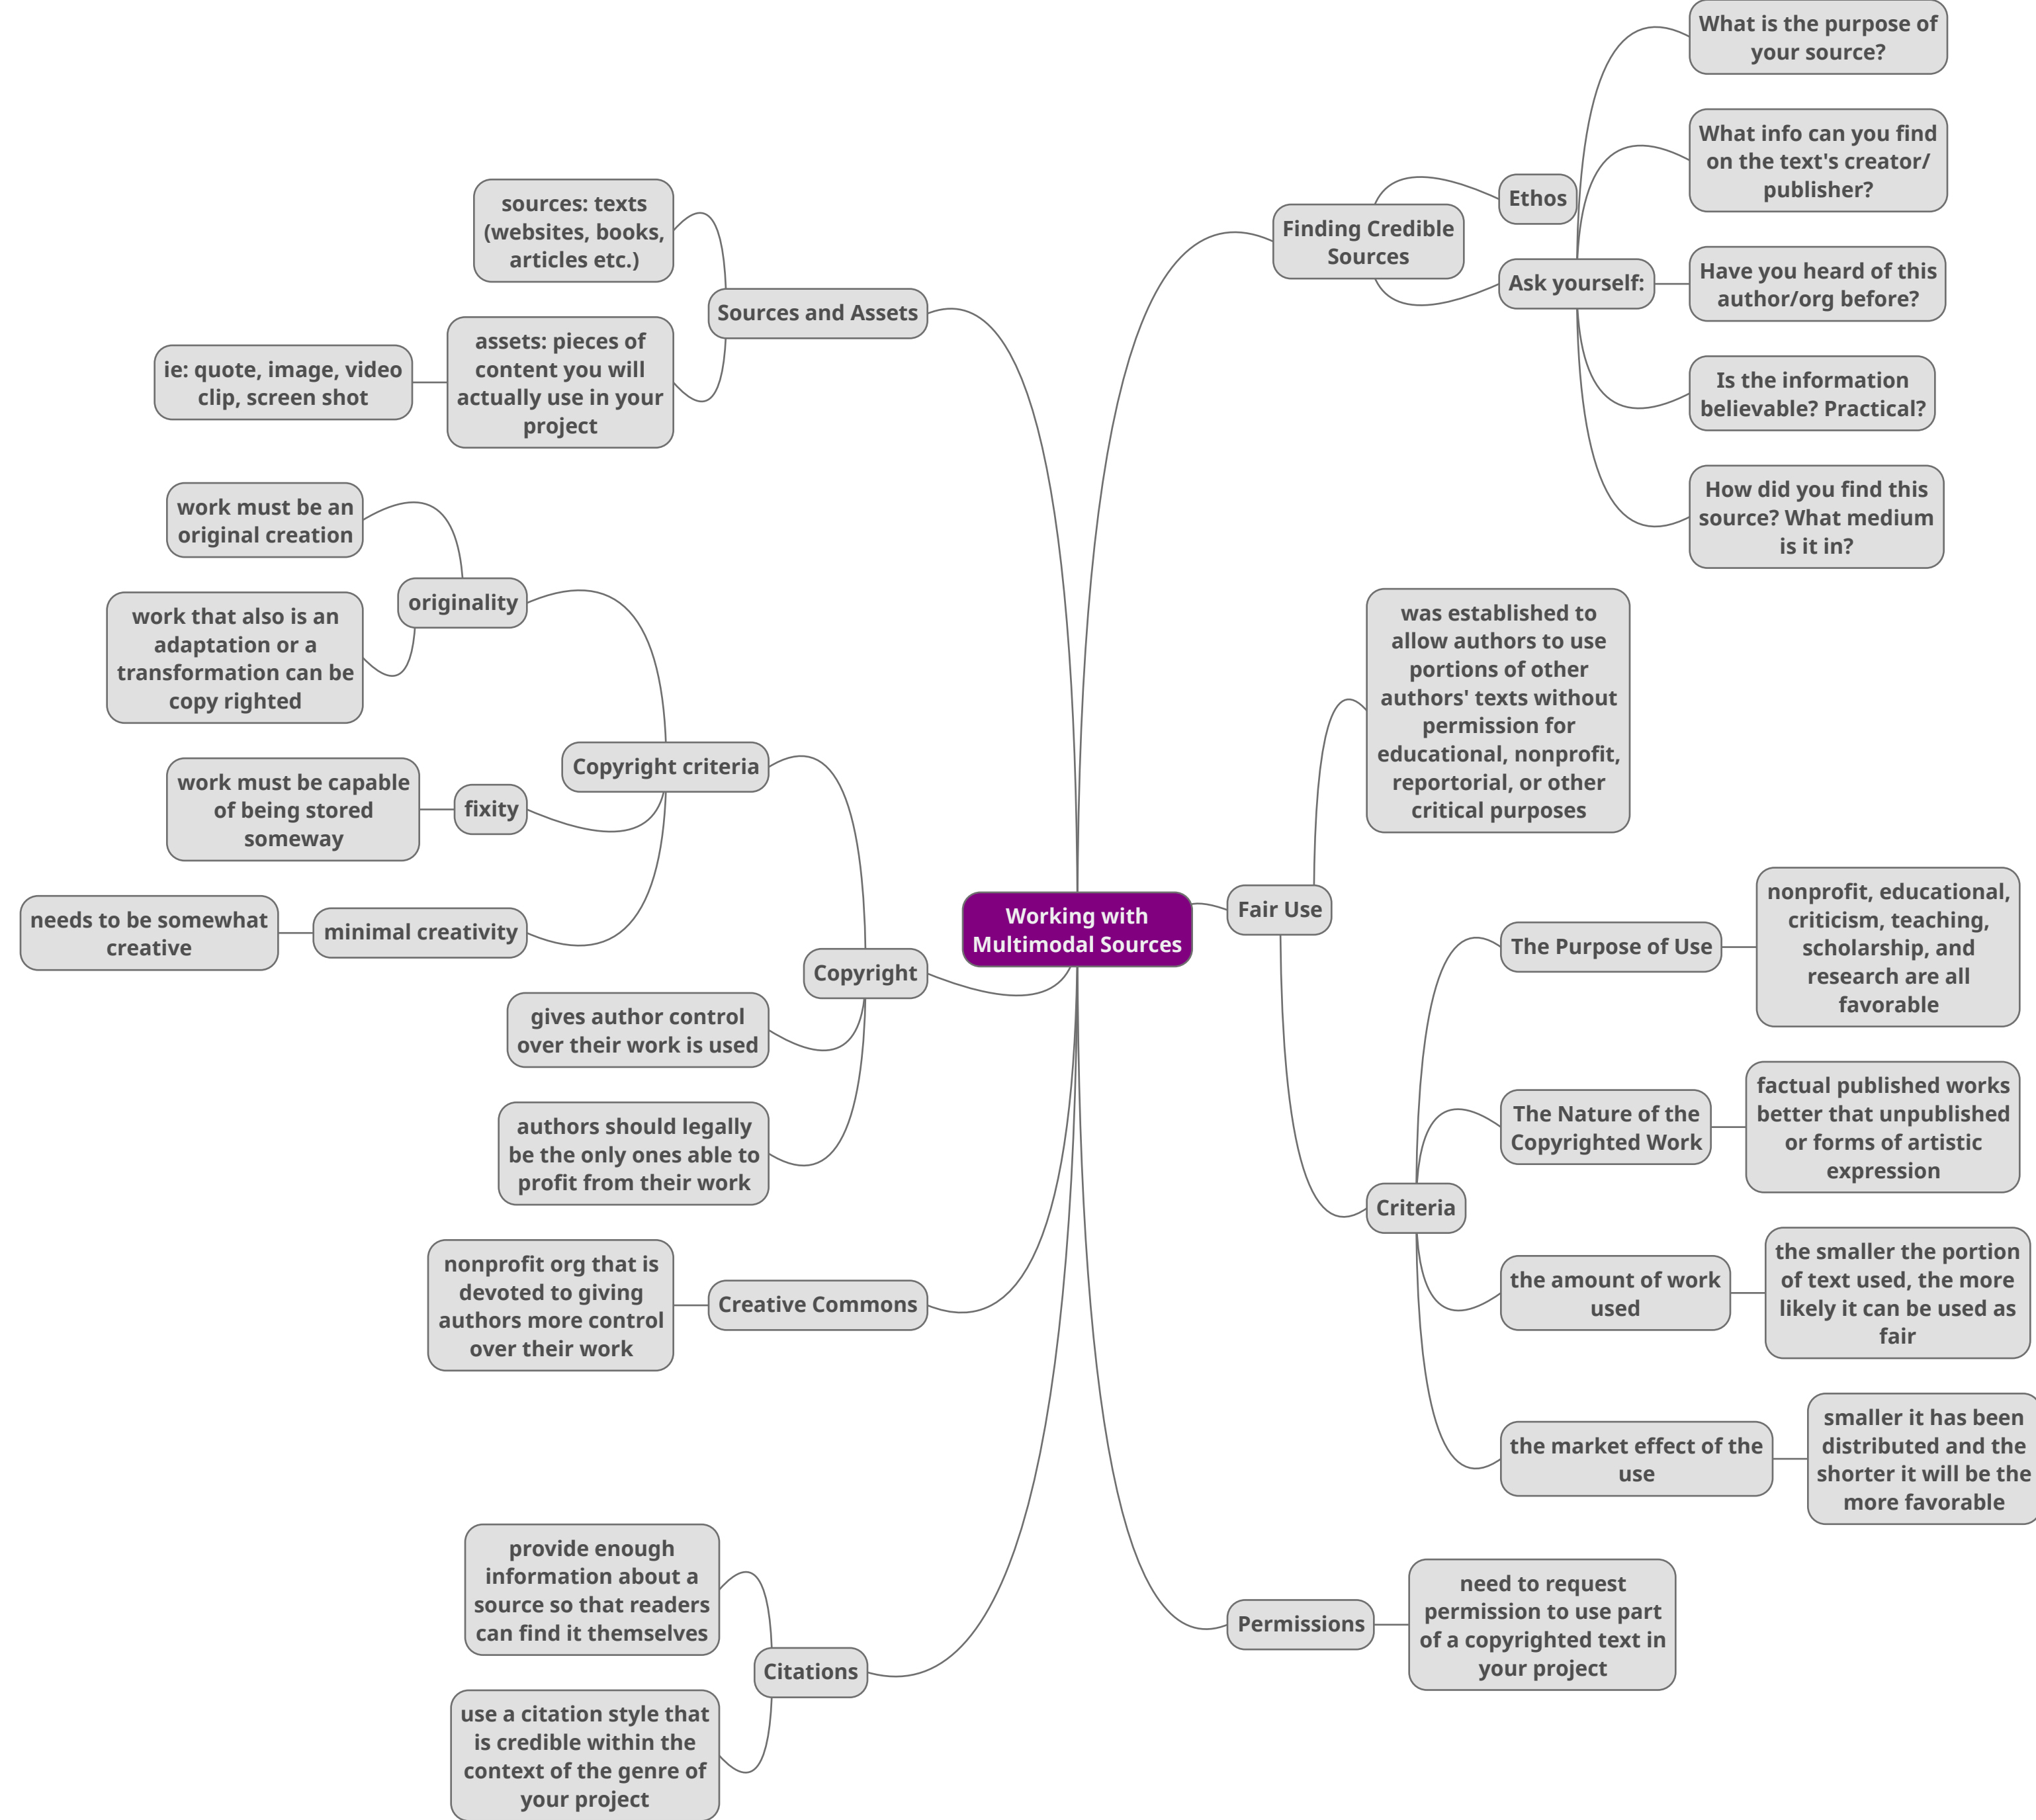 Working with
Multimodal Sources
Finding Credible
Sources
Ethos
Ask yourself:
What is the purpose of
your source?
What info can you find
on the text's creator/
publisher?
Have you heard of this
author/org before?
Is the information
believable? Practical?
How did you find this
source? What medium
is it in?
Fair Use
was established to
allow authors to use
portions of other
authors' texts without
permission for
educational, nonprofit,
reportorial, or other
critical purposes
Criteria
The Purpose of Use
nonprofit, educational,
criticism, teaching,
scholarship, and
research are all
favorable
The Nature of the
Copyrighted Work
factual published works
better that unpublished
or forms of artistic
expression
the amount of work
used
the smaller the portion
of text used, the more
likely it can be used as
fair
the market effect of the
use
smaller it has been
distributed and the
shorter it will be the
more favorable
Permissions
need to request
permission to use part
of a copyrighted text in
your project
Sources and Assets
sources: texts
(websites, books,
articles etc.)
assets: pieces of
content you will
actually use in your
project
ie: quote, image, video
clip, screen shot
Copyright
Copyright criteria
originality
work must be an
original creation
work that also is an
adaptation or a
transformation can be
copy righted
fixity
work must be capable
of being stored
someway
minimal creativity
needs to be somewhat
creative
gives author control
over their work is used
authors should legally
be the only ones able to
profit from their work
Creative Commons
nonprofit org that is
devoted to giving
authors more control
over their work
Citations
provide enough
information about a
source so that readers
can find it themselves
use a citation style that
is credible within the
context of the genre of
your project